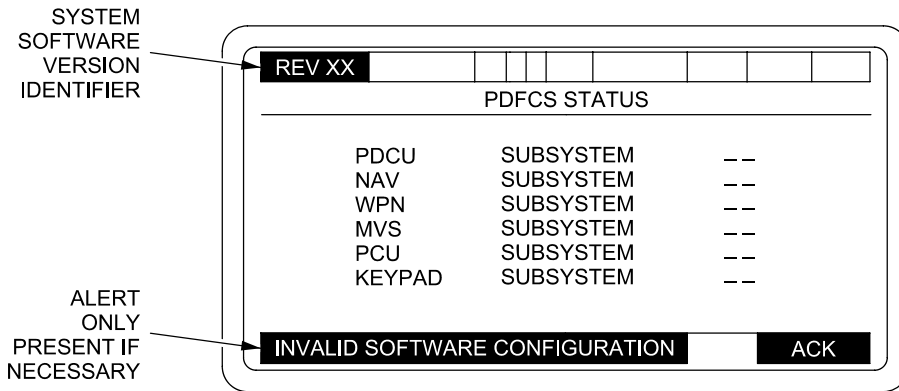 SYSTEM
SOFTWARE
VERSION
IDENTIFIER
REV XX
PDFCS STATUS
PDCU SUBSYSTEM _ _
NAV SUBSYSTEM _ _
WPN SUBSYSTEM _ _
MVS SUBSYSTEM _ _
PCU SUBSYSTEM _ _
KEYPAD SUBSYSTEM _ _
ALERT
ONLY
PRESENT IF
NECESSARY
INVALID SOFTWARE CONFIGURATION ACK